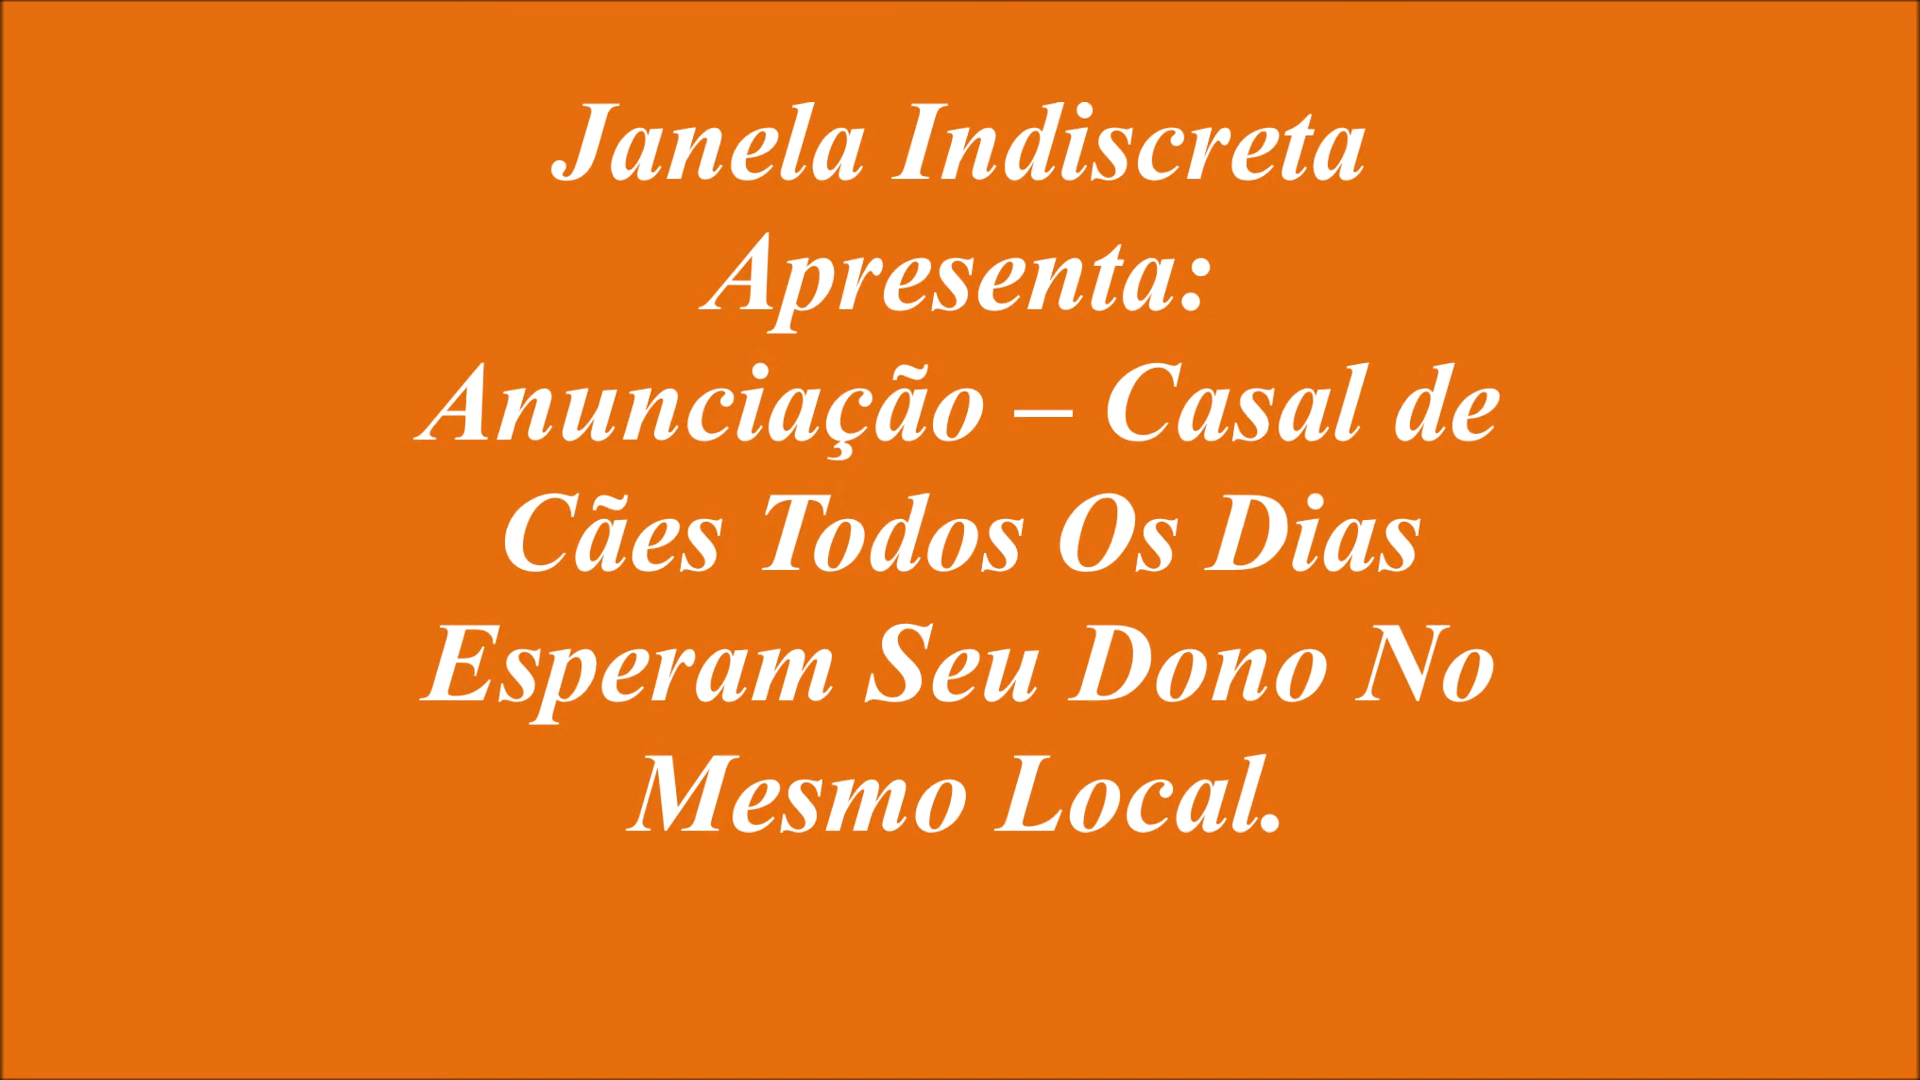 Janela Indiscreta
Apresenta:
Anunciação – Casal de
Cães Todos Os Dias
Esperam Seu Dono No
Mesmo Local.